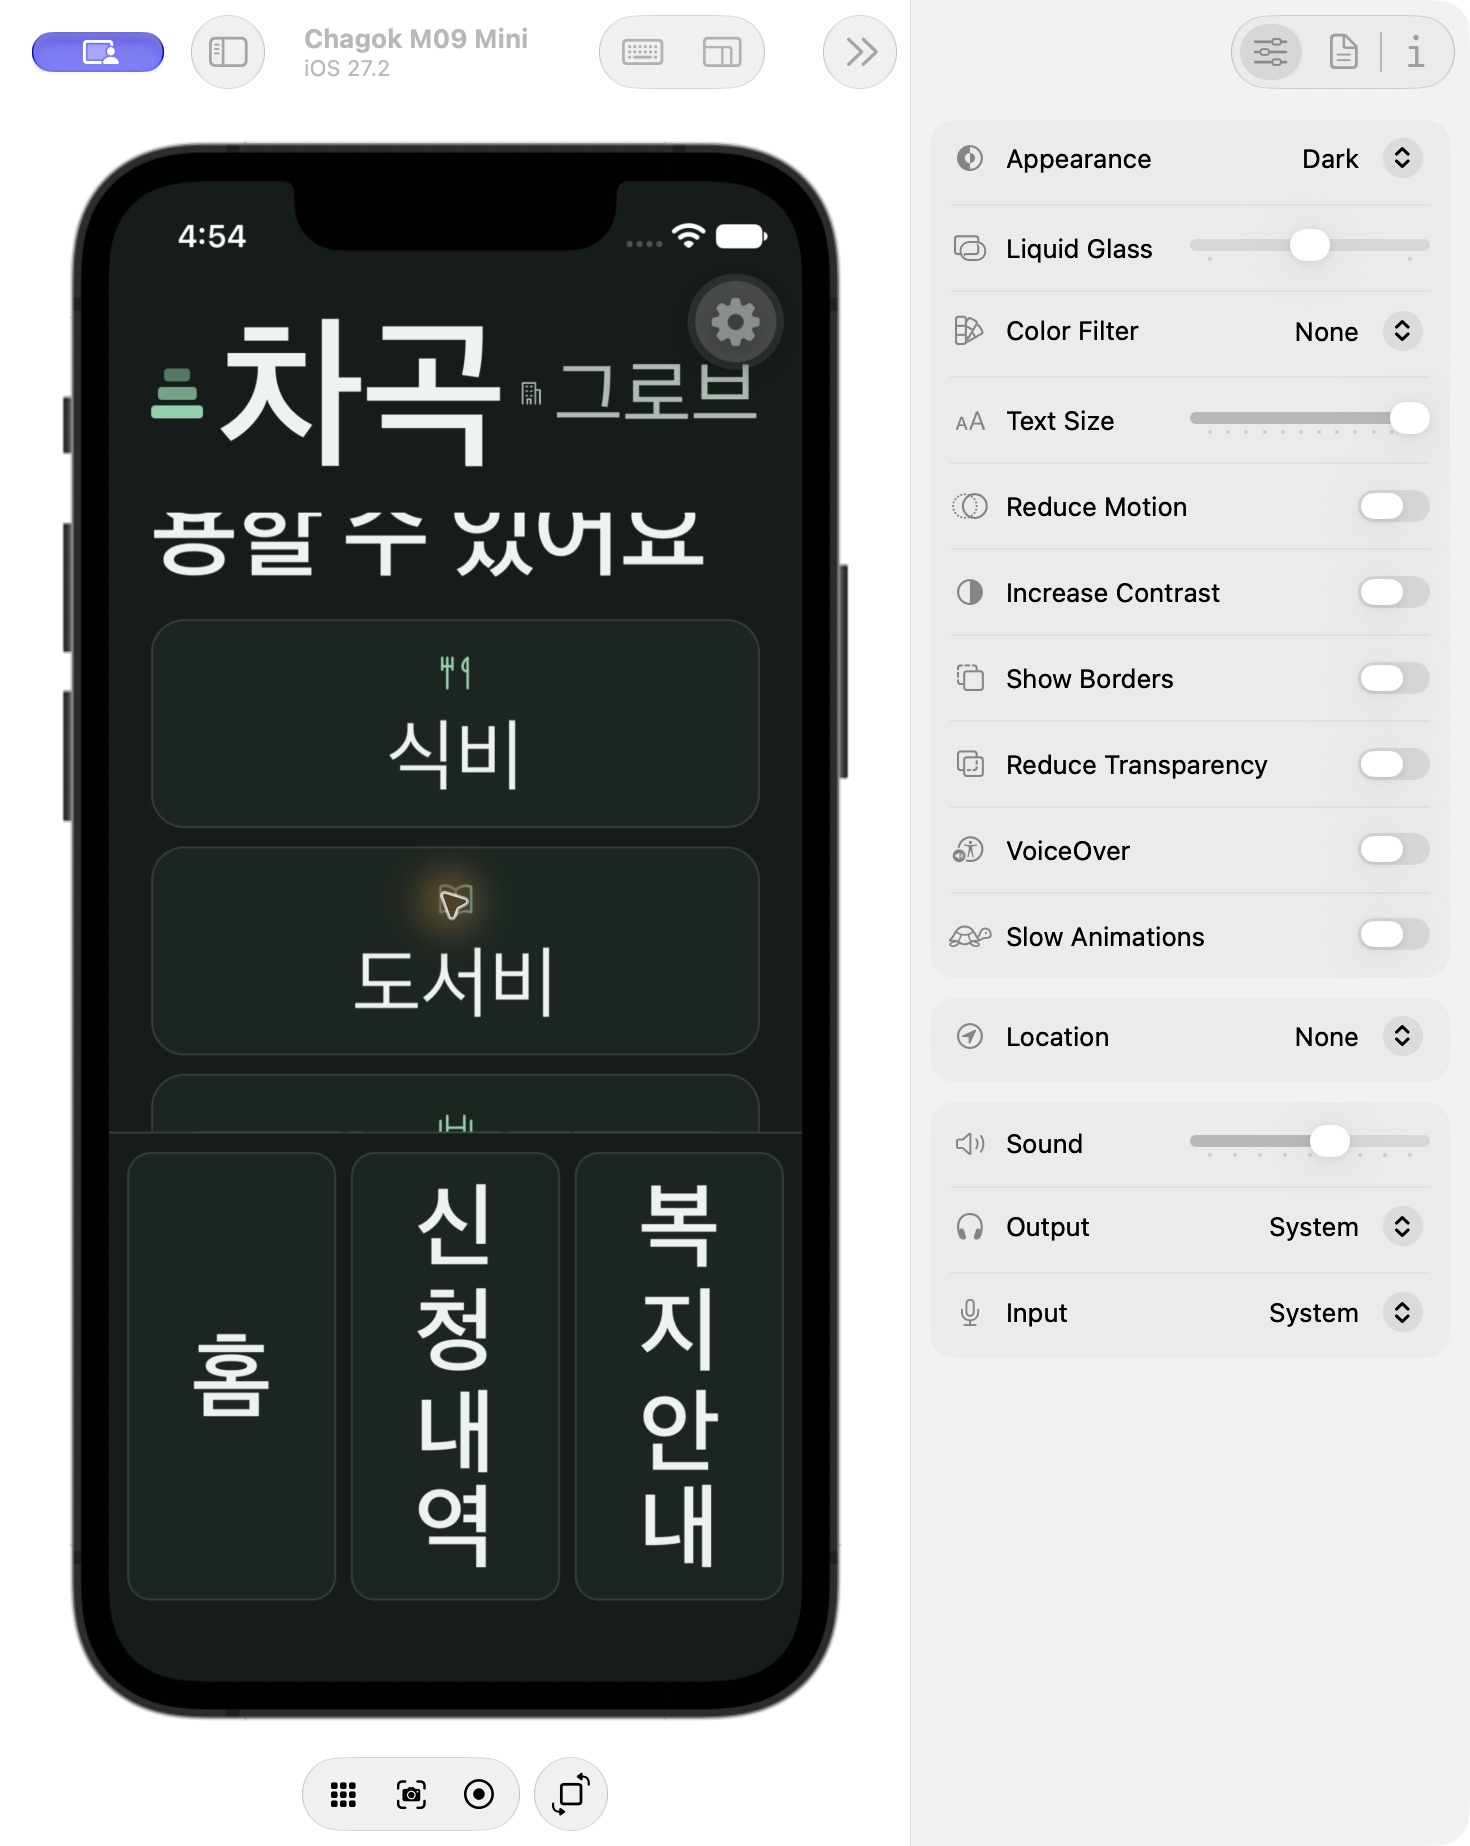 Chagok M09 Mini
iOS 27.2
4:54
차곡 그로브
용할 수 있어요
식비
도서비
홈
신청내역
복지안내
Appearance Dark
Liquid Glass
Color Filter None
AA Text Size
Reduce Motion
Increase Contrast
Show Borders
Reduce Transparency
VoiceOver
Slow Animations
Location None
Sound
Output System
Input System